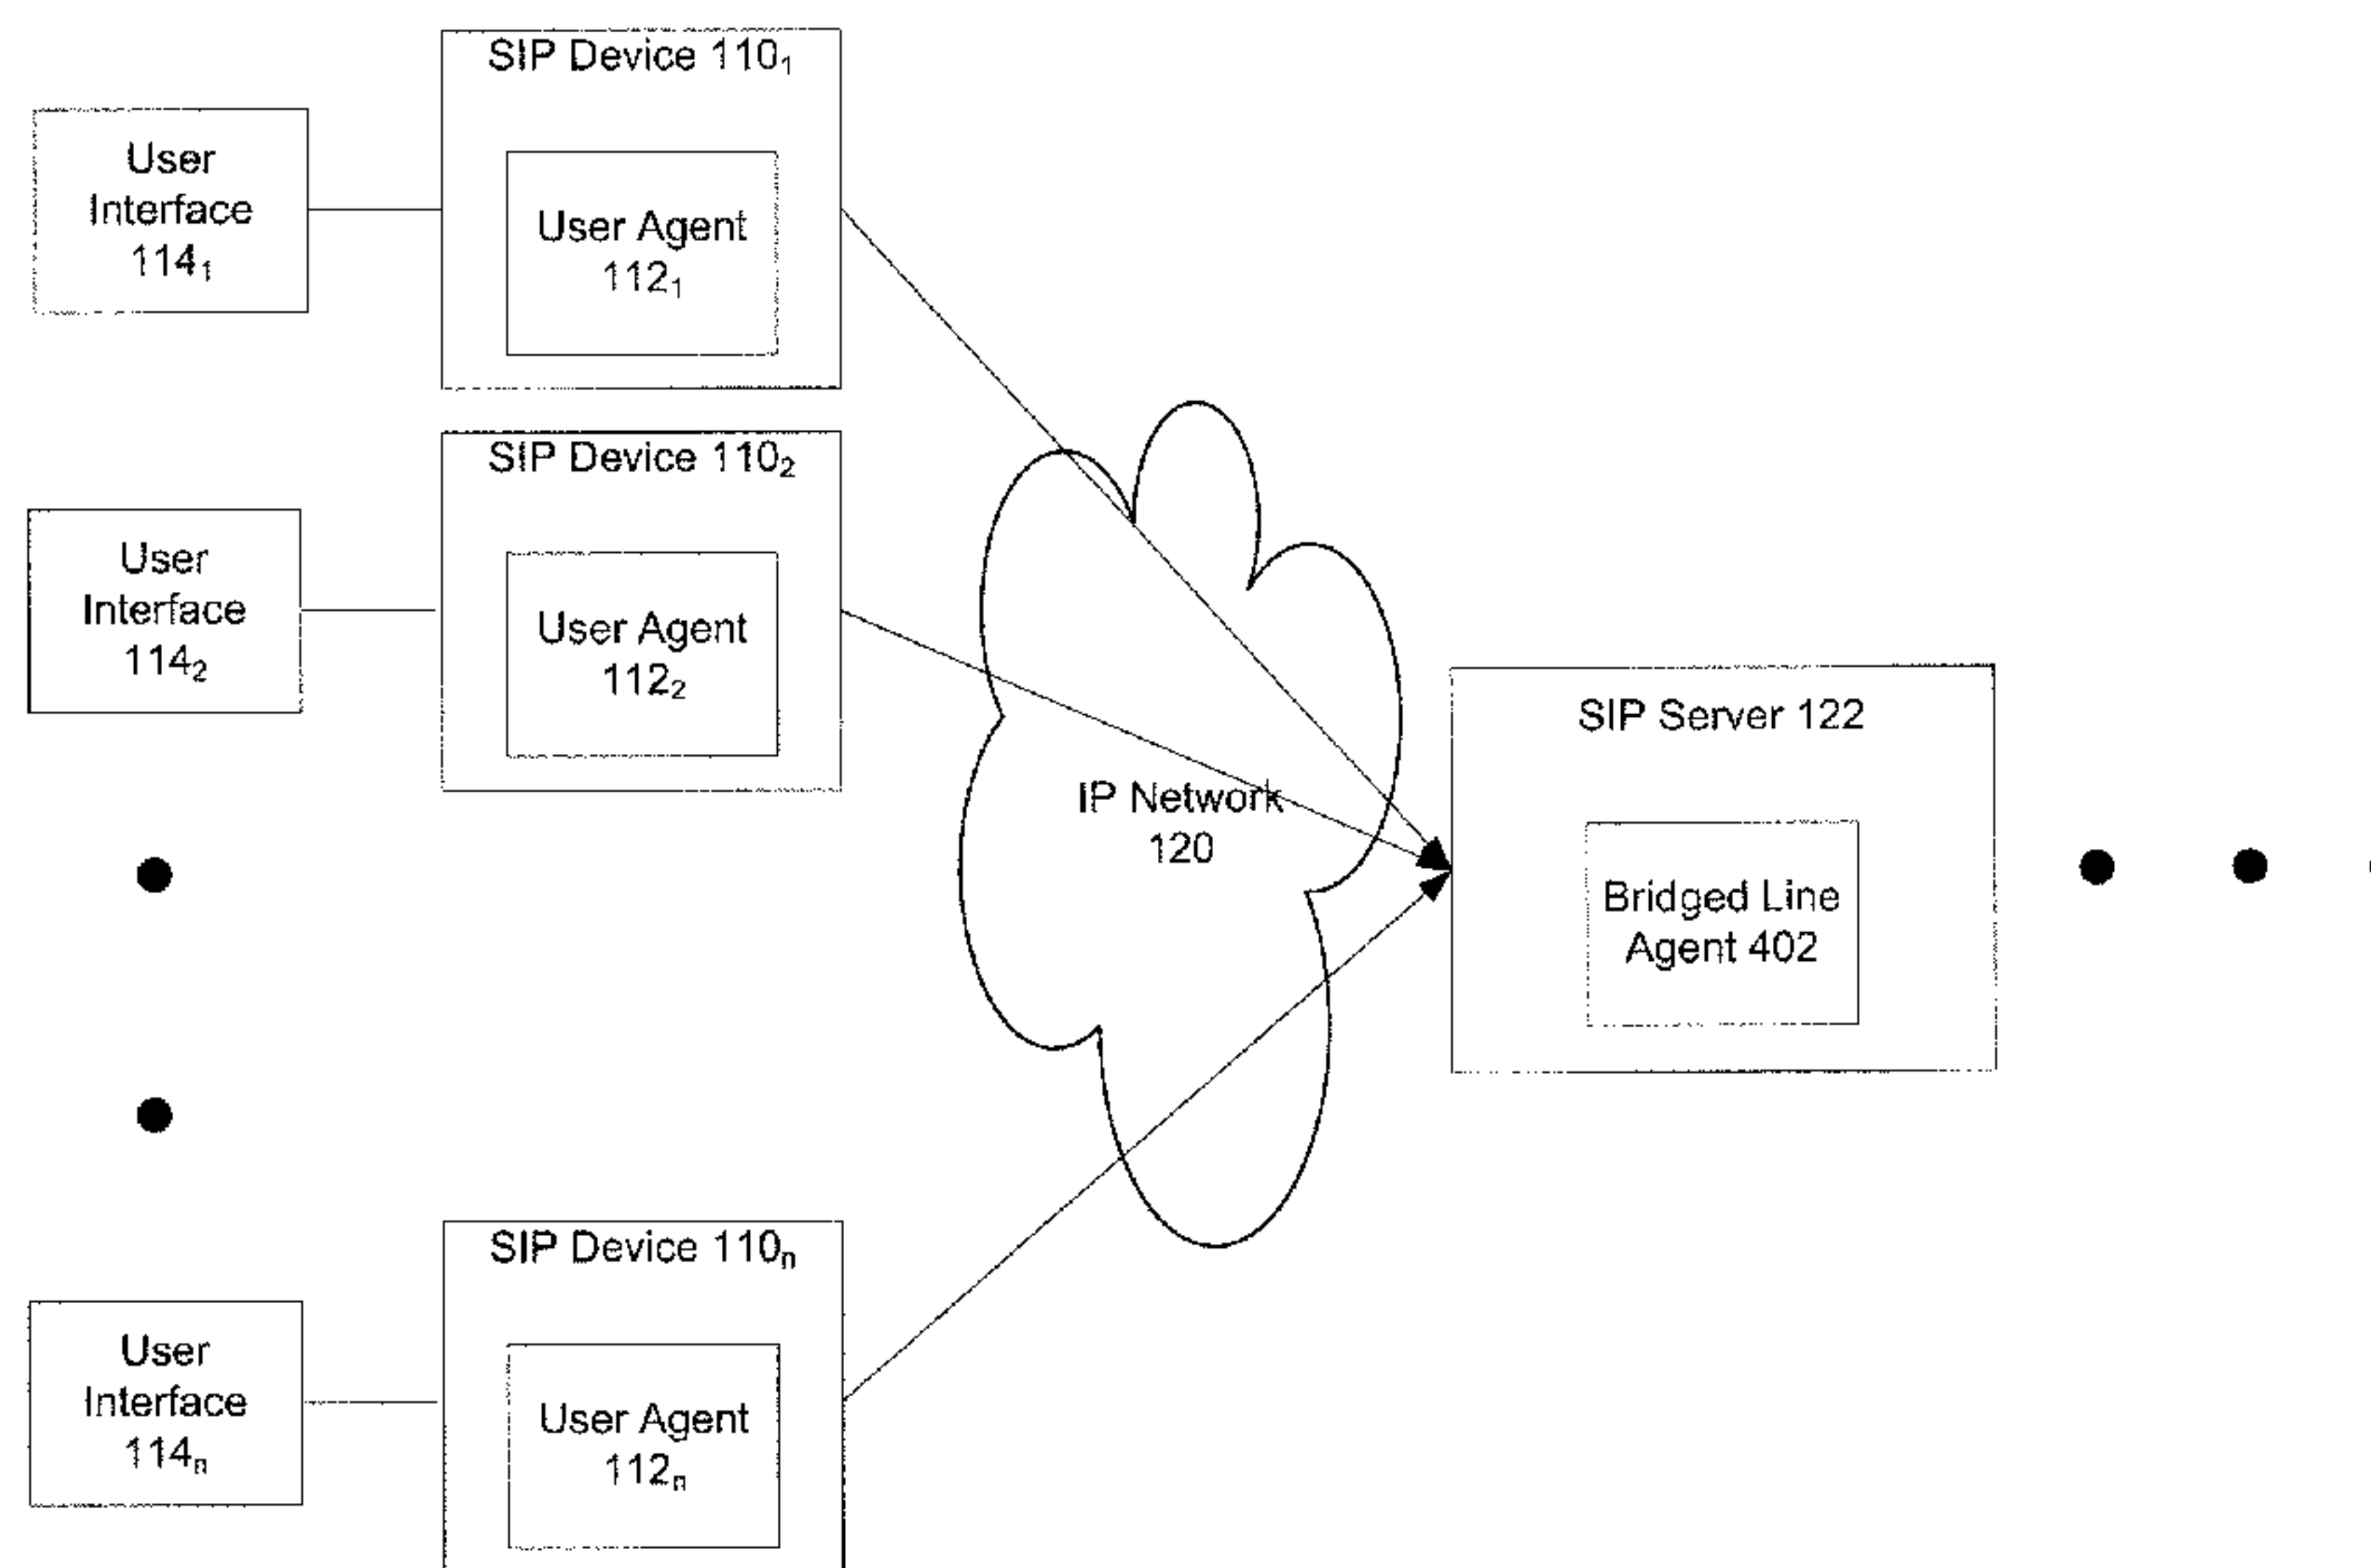 SIP Device 110₁
User
Interface
114₁
User Agent
112₁
SIP Device 110₂
User
Interface
114₂
User Agent
112₂
IP Network
120
SIP Server 122
Bridged Line
Agent 402
SIP Device 110ₙ
User
Interface
114ₙ
User Agent
112ₙ